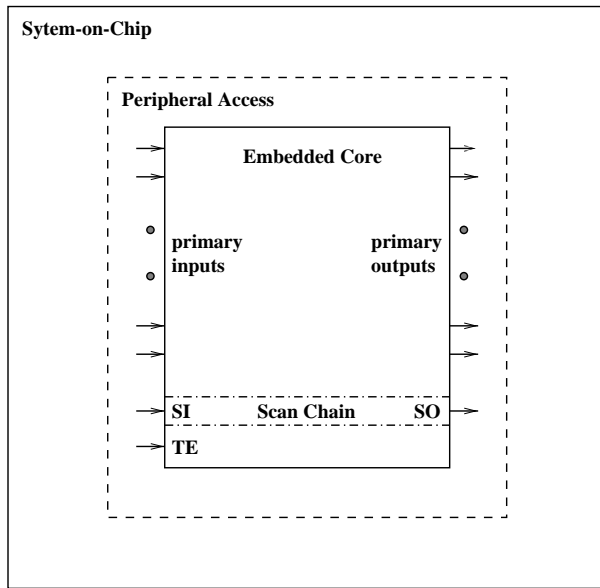 Sytem-on-Chip
Peripheral Access
Embedded Core
primary
inputs
primary
outputs
SI Scan Chain SO
TE